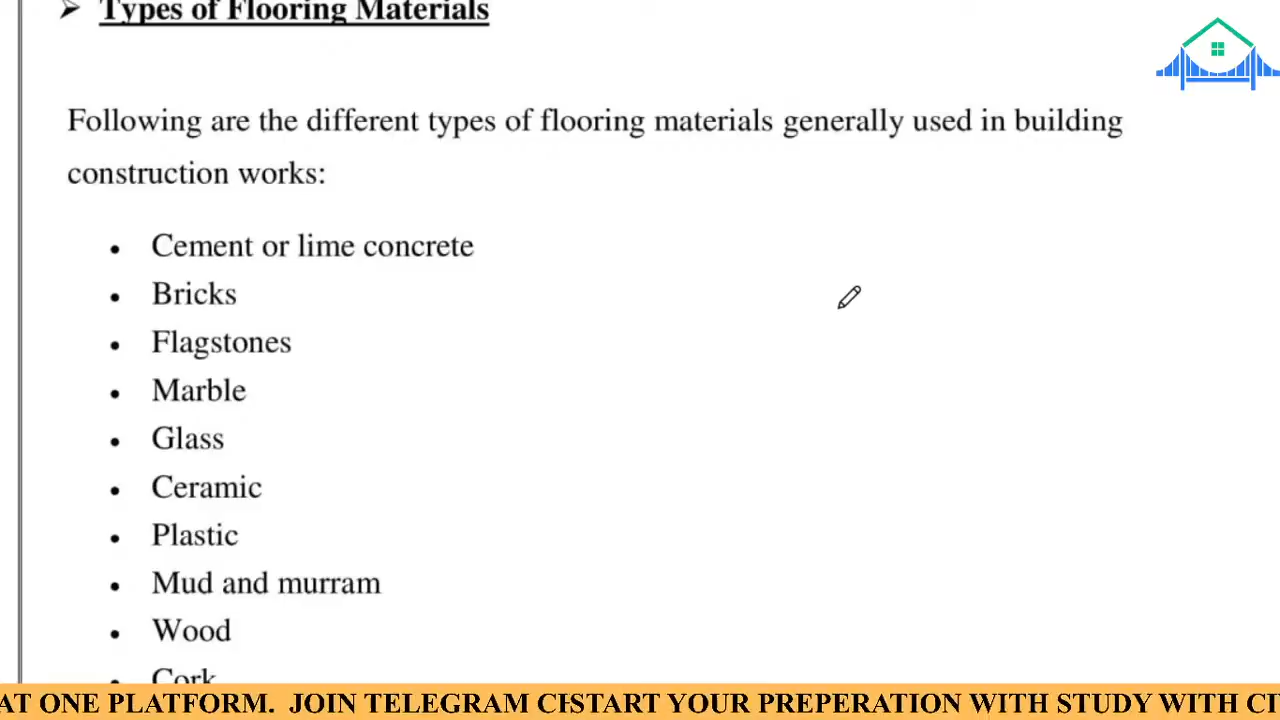 Types of Flooring Materials
Following are the different types of flooring materials generally used in building
construction works:
Cement or lime concrete
Bricks
Flagstones
Marble
Glass
Ceramic
Plastic
Mud and murram
Wood
Cork
AT ONE PLATFORM. JOIN TELEGRAM CHSTART YOUR PREPERATION WITH STUDY WITH CI